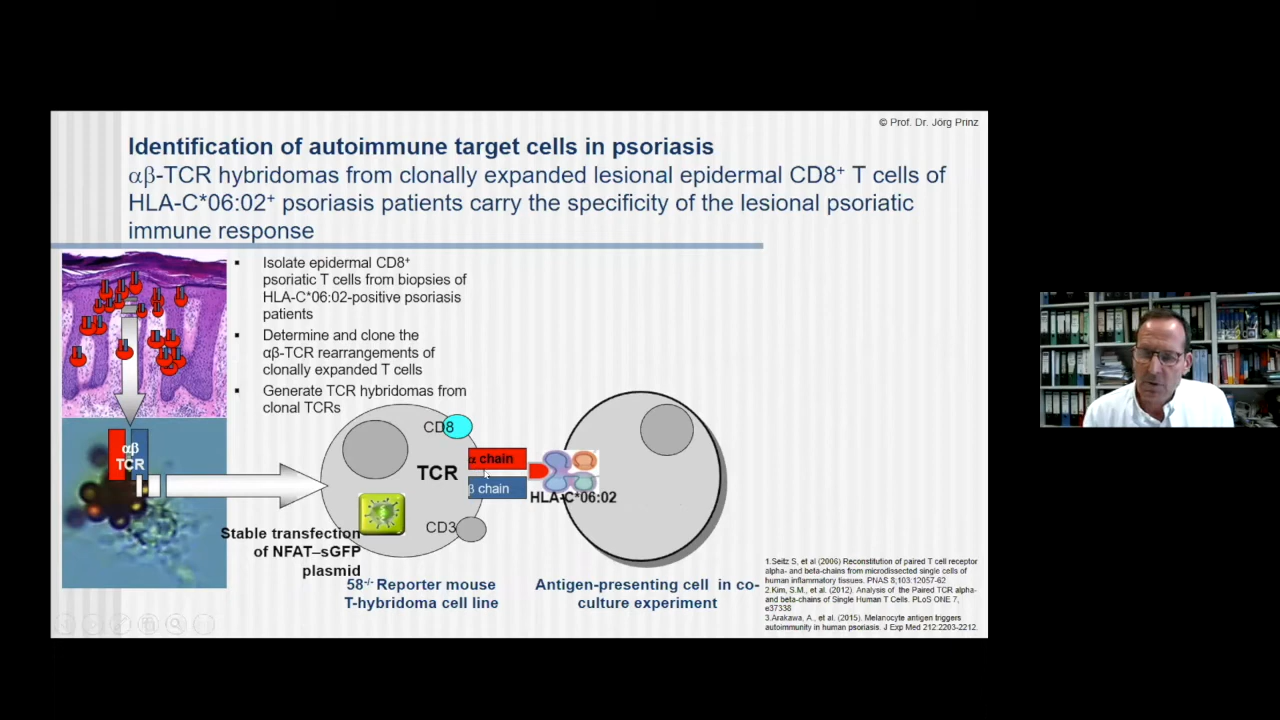 © Prof. Dr. Jörg Prinz
Identification of autoimmune target cells in psoriasis
αβ-TCR hybridomas from clonally expanded lesional epidermal CD8⁺ T cells of
HLA-C*06:02⁺ psoriasis patients carry the specificity of the lesional psoriatic
immune response
▪ Isolate epidermal CD8⁺
psoriatic T cells from biopsies of
HLA-C*06:02-positive psoriasis
patients
▪ Determine and clone the
αβ-TCR rearrangements of
clonally expanded T cells
▪ Generate TCR hybridomas from
clonal TCRs
αβ
TCR
CD8
α chain
TCR
β chain
HLA-C*06:02
CD3
Stable transfection
of NFAT–sGFP
plasmid
58⁻/⁻ Reporter mouse
T-hybridoma cell line
Antigen-presenting cell in co-
culture experiment
1.Seitz S, et al (2006) Reconstitution of paired T cell receptor
alpha- and beta-chains from microdissected single cells of
human inflammatory tissues. PNAS 8;103:12057-62
2.Kim, S.M., et al. (2012). Analysis of the Paired TCR alpha-
and beta-chains of Single Human T Cells. PLoS ONE 7,
e37338
3.Arakawa, A., et al. (2015). Melanocyte antigen triggers
autoimmunity in human psoriasis. J Exp Med 212:2203-2212.